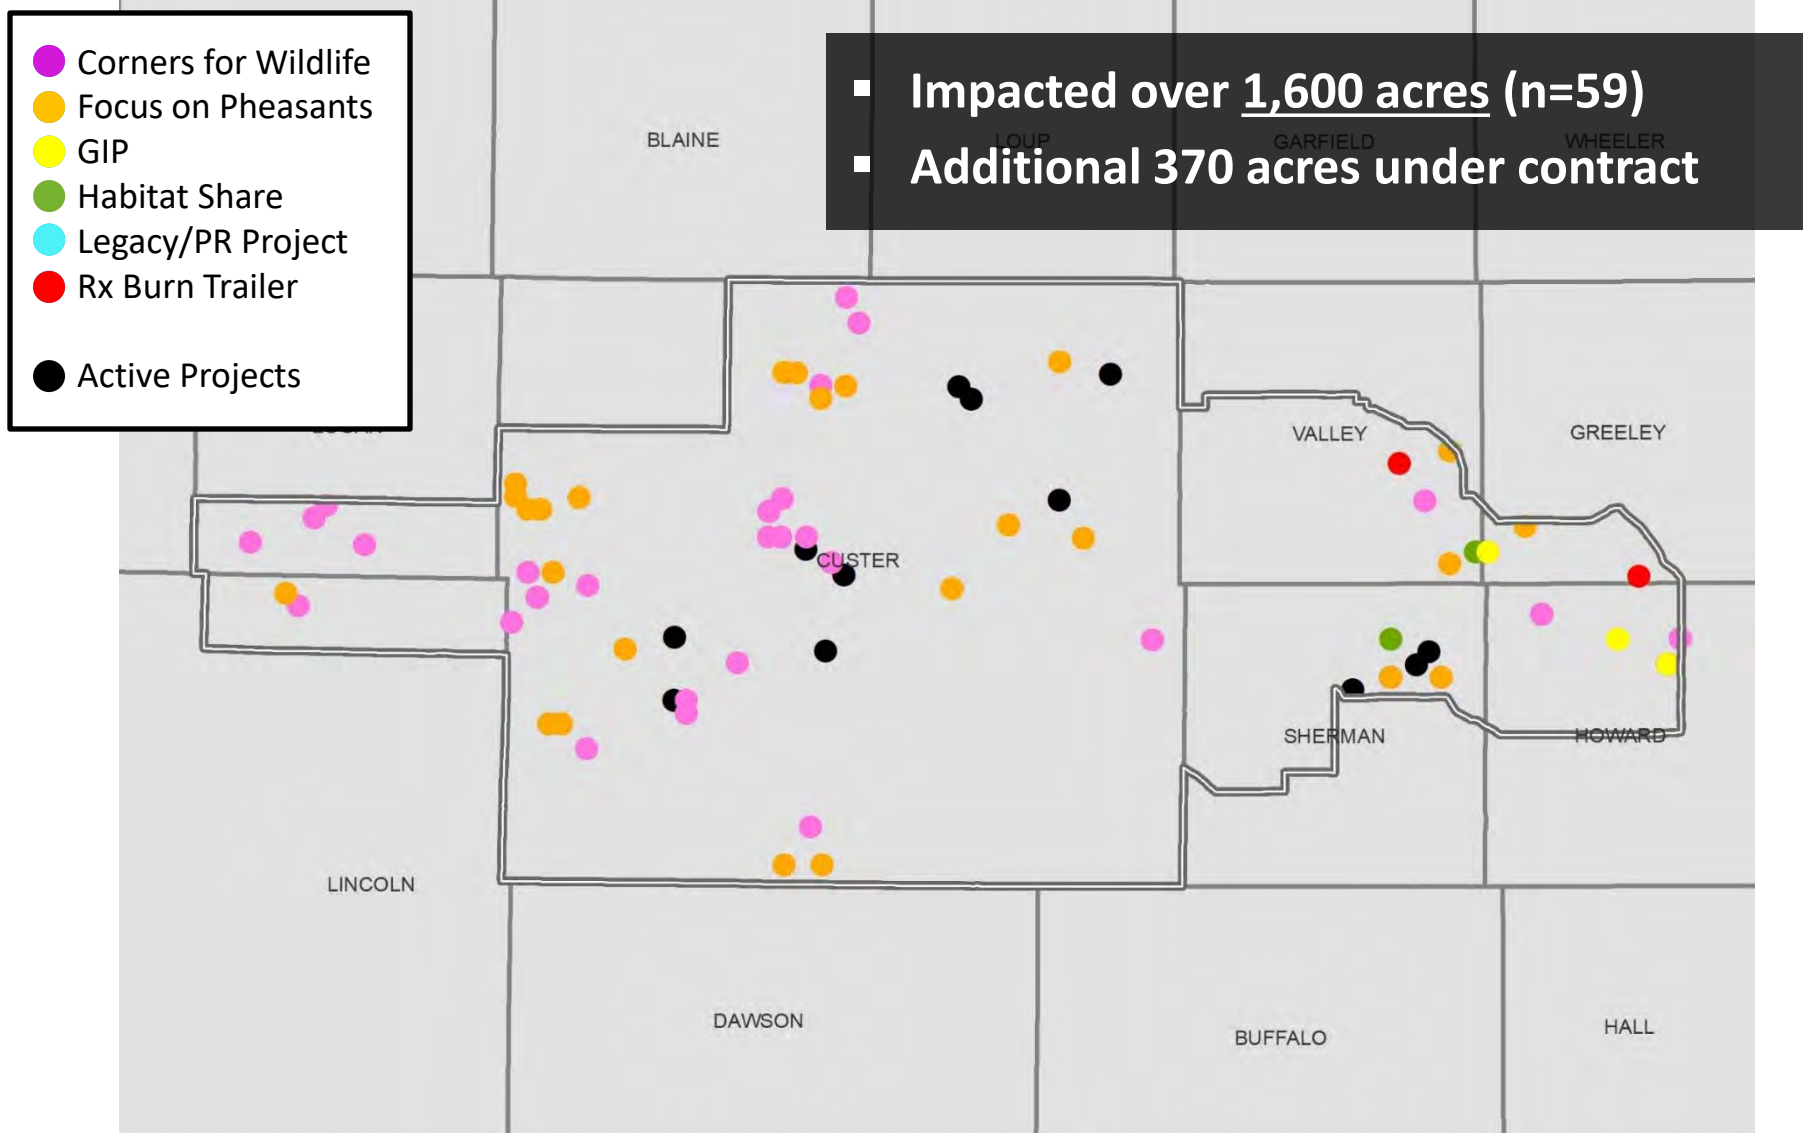 Corners for Wildlife
Focus on Pheasants
GIP
Habitat Share
Legacy/PR Project
Rx Burn Trailer
Active Projects
▪ Impacted over 1,600 acres (n=59)
▪ Additional 370 acres under contract
BLAINE
LOUP
GARFIELD
WHEELER
VALLEY
GREELEY
CUSTER
SHERMAN
HOWARD
LINCOLN
DAWSON
BUFFALO
HALL